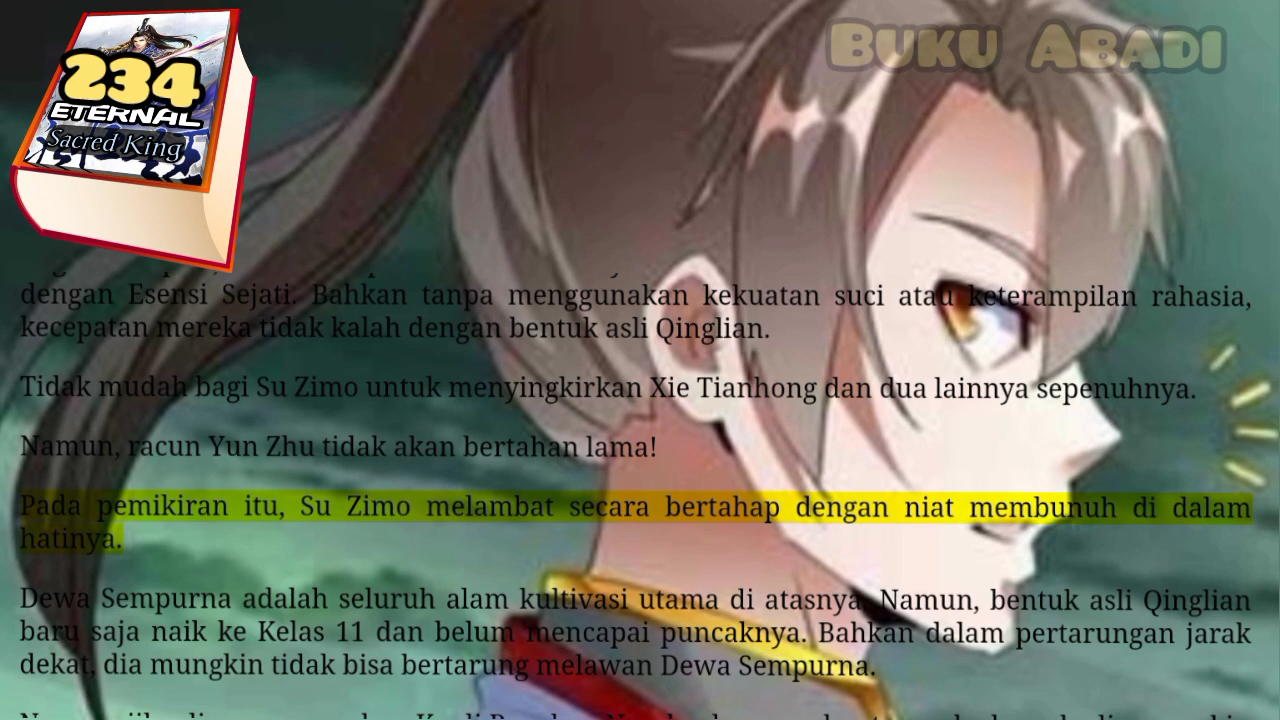 BUKU ABADI
234
ETERNAL
Sacred King
dengan Esensi Sejati. Bahkan tanpa menggunakan kekuatan suci atau keterampilan rahasia,
kecepatan mereka tidak kalah dengan bentuk asli Qinglian.
Tidak mudah bagi Su Zimo untuk menyingkirkan Xie Tianhong dan dua lainnya sepenuhnya.
Namun, racun Yun Zhu tidak akan bertahan lama!
Pada pemikiran itu, Su Zimo melambat secara bertahap dengan niat membunuh di dalam
hatinya.
Dewa Sempurna adalah seluruh alam kultivasi utama di atasnya. Namun, bentuk asli Qinglian
baru saja naik ke Kelas 11 dan belum mencapai puncaknya. Bahkan dalam pertarungan jarak
dekat, dia mungkin tidak bisa bertarung melawan Dewa Sempurna.